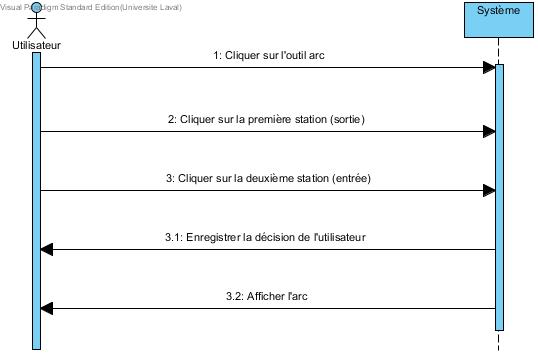 Visual Paradigm Standard Edition(Universite Laval)
Système
Utilisateur
1: Cliquer sur l'outil arc
2: Cliquer sur la première station (sortie)
3: Cliquer sur la deuxième station (entrée)
3.1: Enregistrer la décision de l'utilisateur
3.2: Afficher l'arc